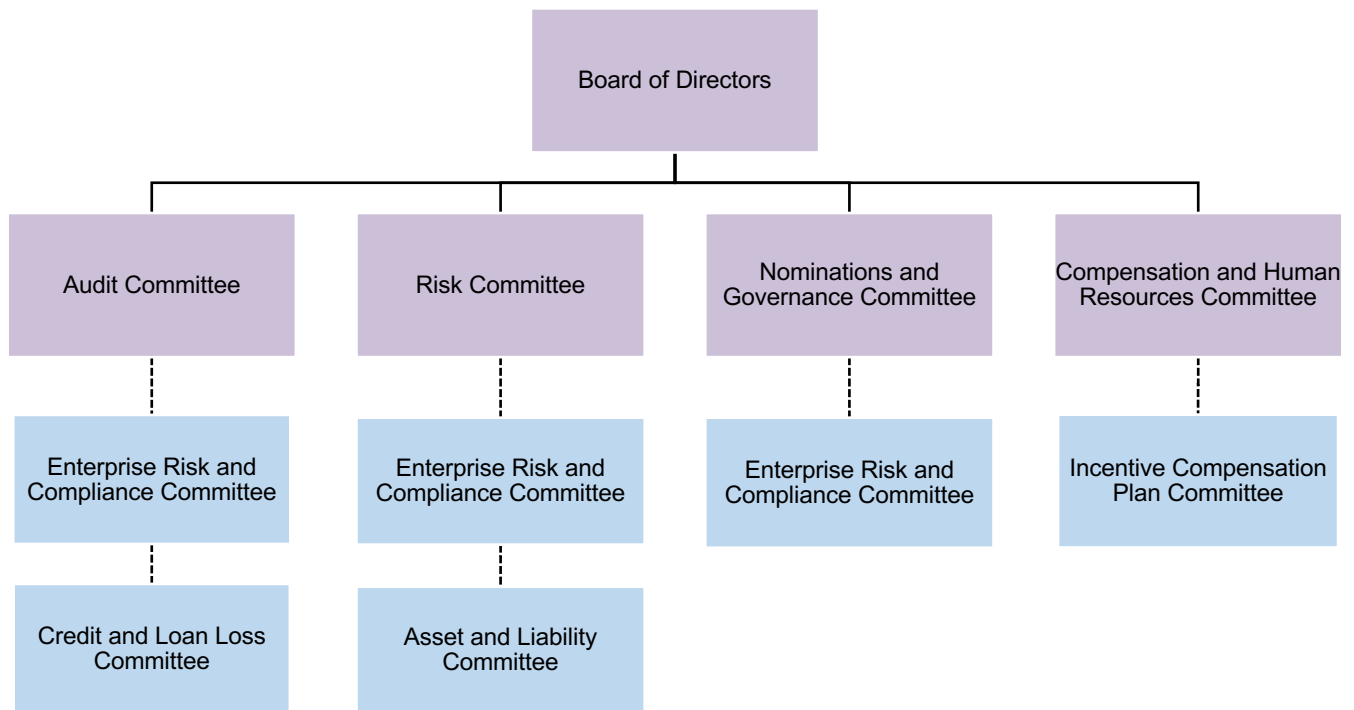 Board of Directors
Audit Committee
Risk Committee
Nominations and
Governance Committee
Compensation and Human
Resources Committee
Enterprise Risk and
Compliance Committee
Enterprise Risk and
Compliance Committee
Enterprise Risk and
Compliance Committee
Incentive Compensation
Plan Committee
Credit and Loan Loss
Committee
Asset and Liability
Committee